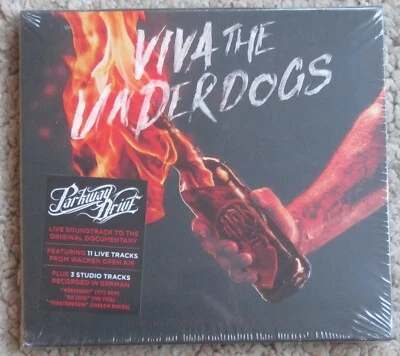 VIVA THE
UNDERDOGS
Parkway
Drive
LIVE SOUNDTRACK TO THE
ORIGINAL DOCUMENTARY
FEATURING 11 LIVE TRACKS
FROM WACKEN OPEN AIR
PLUS 3 STUDIO TRACKS
RECORDED IN GERMAN